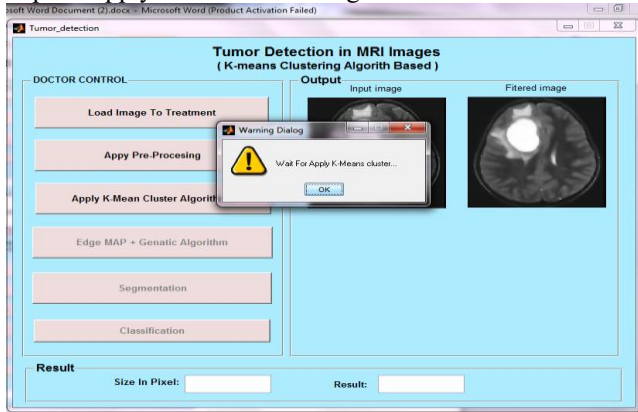 soft Word Document (2).docx - Microsoft Word (Product Activation Failed)
Tumor_detection
Tumor Detection in MRI Images
( K-means Clustering Algorith Based )
DOCTOR CONTROL
Output
Input image
Fitered image
Load Image To Treatment
Warning Dialog
Appy Pre-Procesing
Wait For Apply K-Means cluster...
OK
Apply K-Mean Cluster Algorith
Edge MAP + Genatic Algorithm
Segmentation
Classification
Result
Size In Pixel:
Result: